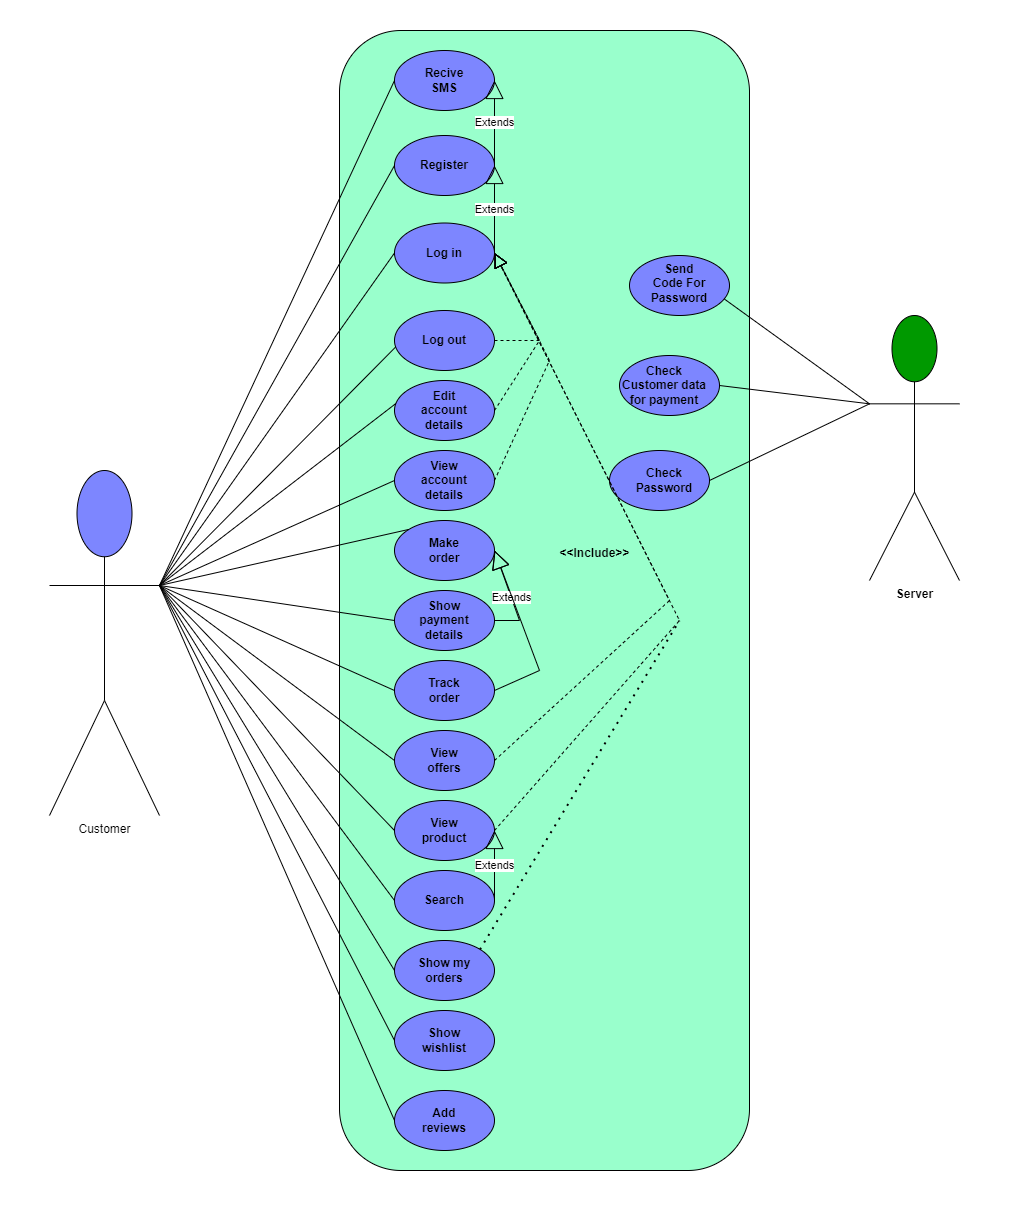 Recive
SMS
Extends
Register
Extends
Log in
Send
Code For
Password
Log out
Check
Customer data
for payment
Edit
account
details
View
account
details
Check
Password
Make
order
<<Include>>
Extends
Server
Show
payment
details
Track
order
View
offers
View
product
Customer
Extends
Search
Show my
orders
Show
wishlist
Add
reviews